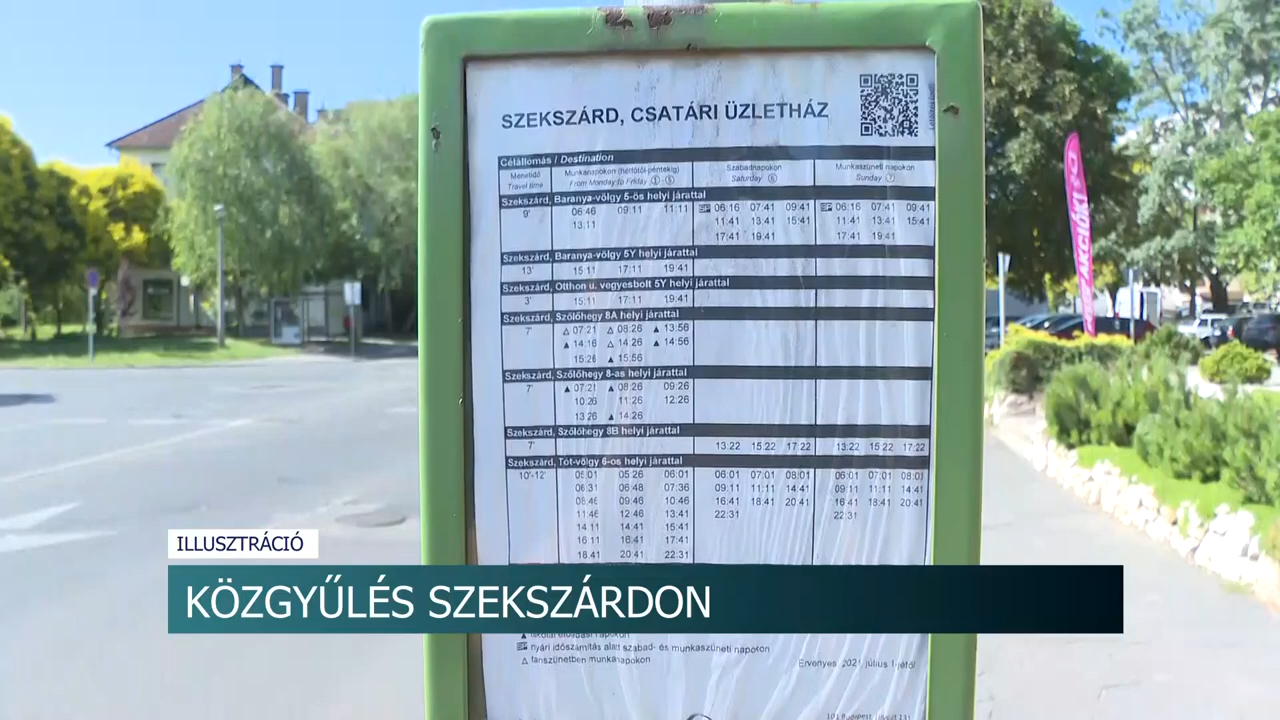 SZEKSZÁRD, CSATÁRI ÜZLETHÁZ
Célállomás / Destination
Menetidő Munkanapokon (hétfőtől-péntekig) Szabadnapokon Munkaszüneti napokon
Travel time From Monday to Friday ①-⑤ Saturday ⑥ Sunday ⑦
Szekszárd, Baranya-völgy 5-ös helyi járattal
9' 06:46 09:11 11:11 06:16 07:41 09:41 06:16 07:41 09:41
13:11 11:41 13:41 15:41 11:41 13:41 15:41
17:41 19:41 17:41 19:41
Szekszárd, Baranya-völgy 5Y helyi járattal
13' 15:11 17:11 19:41
Szekszárd, Otthon u. vegyesbolt 5Y helyi járattal
3' 15:11 17:11 19:41
Szekszárd, Szőlőhegy 8A helyi járattal
7' △ 07:21 △ 08:26 ▲ 13:56
▲ 14:16 △ 14:26 ▲ 14:56
15:26 ▲ 15:56
Szekszárd, Szőlőhegy 8-as helyi járattal
7' ▲ 07:21 ▲ 08:26 09:26
10:26 11:26 12:26
13:26 ▲ 14:26
Szekszárd, Szőlőhegy 8B helyi járattal
7' 13:22 15:22 17:22 13:22 15:22 17:22
Szekszárd, Tót-völgy 6-os helyi járattal
10'-12' 05:01 05:26 06:01 06:01 07:01 08:01 06:01 07:01 08:01
06:31 06:48 07:36 09:11 11:11 14:41 09:11 11:11 14:41
08:46 09:46 10:46 16:41 18:41 20:41 16:41 18:41 20:41
11:46 12:46 13:41 22:31 22:31
14:11 14:41 15:41
16:11 16:41 17:41
18:41 20:41 22:31
ILLUSZTRÁCIÓ
KÖZGYŰLÉS SZEKSZÁRDON
▲ iskolai előadási napokon
nyári időszámítás alatt szabad- és munkaszüneti napokon
△ tanszünetben munkanapokon
Érvényes július 1-jétől
AKCIÓK!